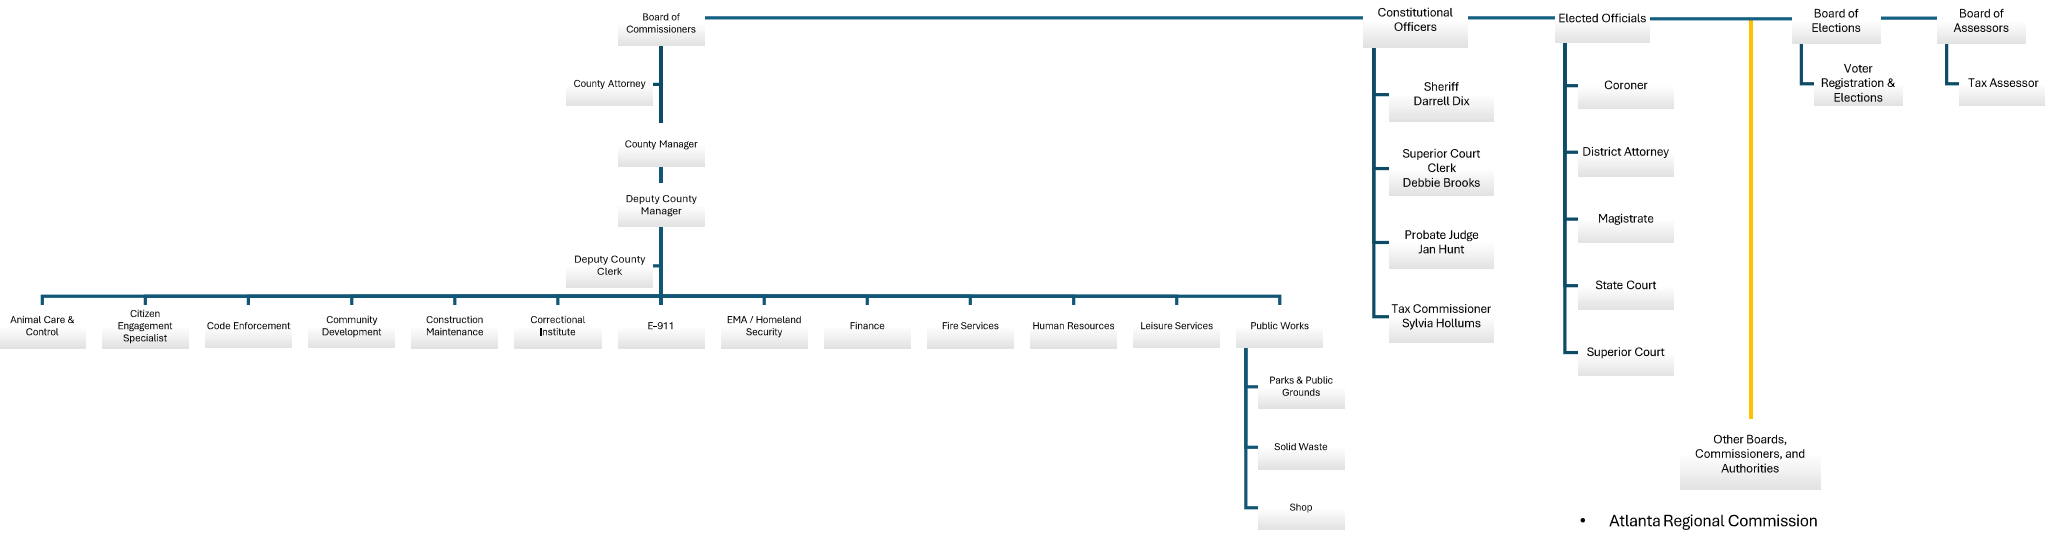 Board of
Commissioners
Constitutional
Officers
Elected Officials
Board of
Elections
Board of
Assessors
County Attorney
Sheriff
Darrell Dix
Coroner
Voter
Registration &
Elections
Tax Assessor
County Manager
Superior Court
Clerk
Debbie Brooks
District Attorney
Deputy County
Manager
Magistrate
Probate Judge
Jan Hunt
Deputy County
Clerk
State Court
Tax Commissioner
Sylvia Hollums
Superior Court
Animal Care &
Control
Citizen
Engagement
Specialist
Code Enforcement
Community
Development
Construction
Maintenance
Correctional
Institute
E-911
EMA / Homeland
Security
Finance
Fire Services
Human Resources
Leisure Services
Public Works
Parks & Public
Grounds
Solid Waste
Shop
Other Boards,
Commissioners, and
Authorities
• Atlanta Regional Commission